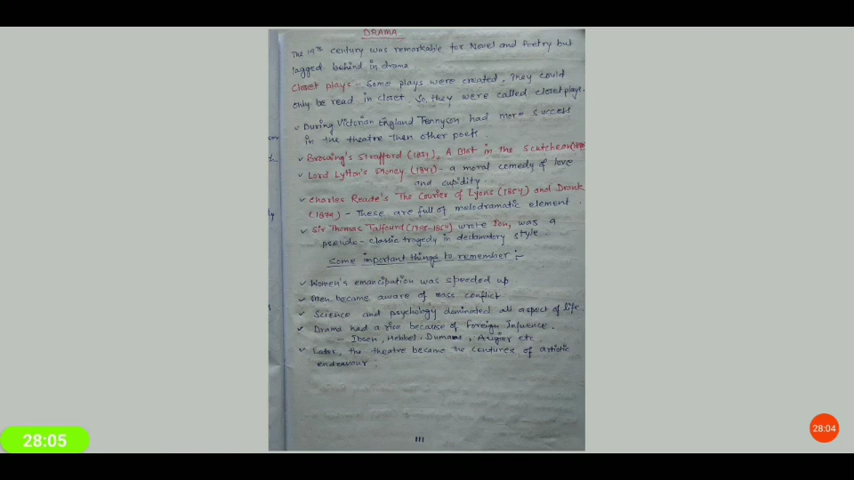 DRAMA
The 19th century was remarkable for Novel and Poetry but
lagged behind in drama
Closet plays - Some plays were created. They could
only be read in closet. So they were called closet plays.
✓ During Victorian England Tennyson had more success
in the theatre then other poets.
✓ Browing's Strafford (1837), A Blot in the Scutcheon
✓ Lord Lytton's Money (1840) - a moral comedy of love
and cupidity
✓ Charles Reade's The Courier of Lyons (1854) and Drunk
(1879) - These are full of melodramatic element.
✓ Sir Thomas Talfourd (1795-1854) wrote Ion, was a
pseudo-classic tragedy in declamatory style.
Some important things to remember :-
✓ Women's emancipation was speeded up
✓ Men became aware of class conflict
✓ Science and psychology dominated all aspect of life.
✓ Drama had a rise because of Foreign Influence.
- Ibsen, Hebbel, Dumas, Augier etc
✓ Later, the theatre became the centuree of artistic
endeavour.
111
28:05
28:04